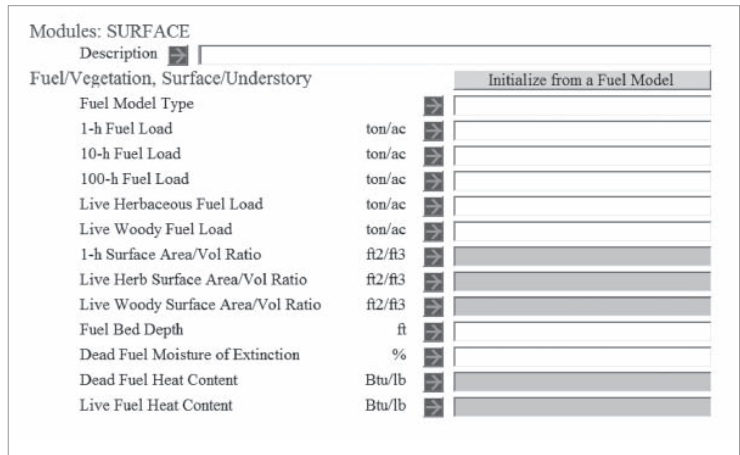 Modules: SURFACE
Description
Fuel/Vegetation, Surface/Understory Initialize from a Fuel Model
Fuel Model Type
1-h Fuel Load ton/ac
10-h Fuel Load ton/ac
100-h Fuel Load ton/ac
Live Herbaceous Fuel Load ton/ac
Live Woody Fuel Load ton/ac
1-h Surface Area/Vol Ratio ft2/ft3
Live Herb Surface Area/Vol Ratio ft2/ft3
Live Woody Surface Area/Vol Ratio ft2/ft3
Fuel Bed Depth ft
Dead Fuel Moisture of Extinction %
Dead Fuel Heat Content Btu/lb
Live Fuel Heat Content Btu/lb